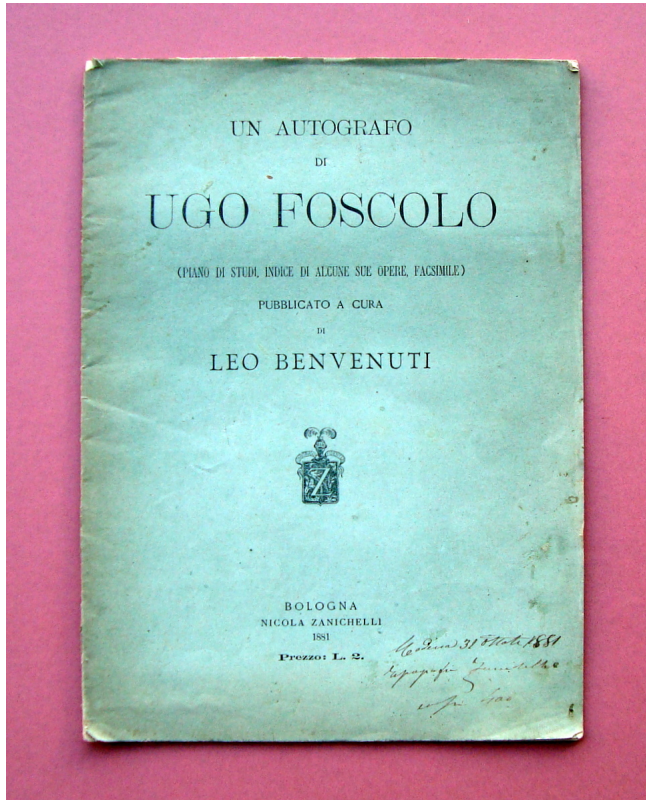 UN AUTOGRAFO
DI
UGO FOSCOLO
(PIANO DI STUDI, INDICE DI ALCUNE SUE OPERE, FACSIMILE)
PUBBLICATO A CURA
DI
LEO BENVENUTI
Z
BOLOGNA
NICOLA ZANICHELLI
1881
Prezzo: L. 2.
31 1881